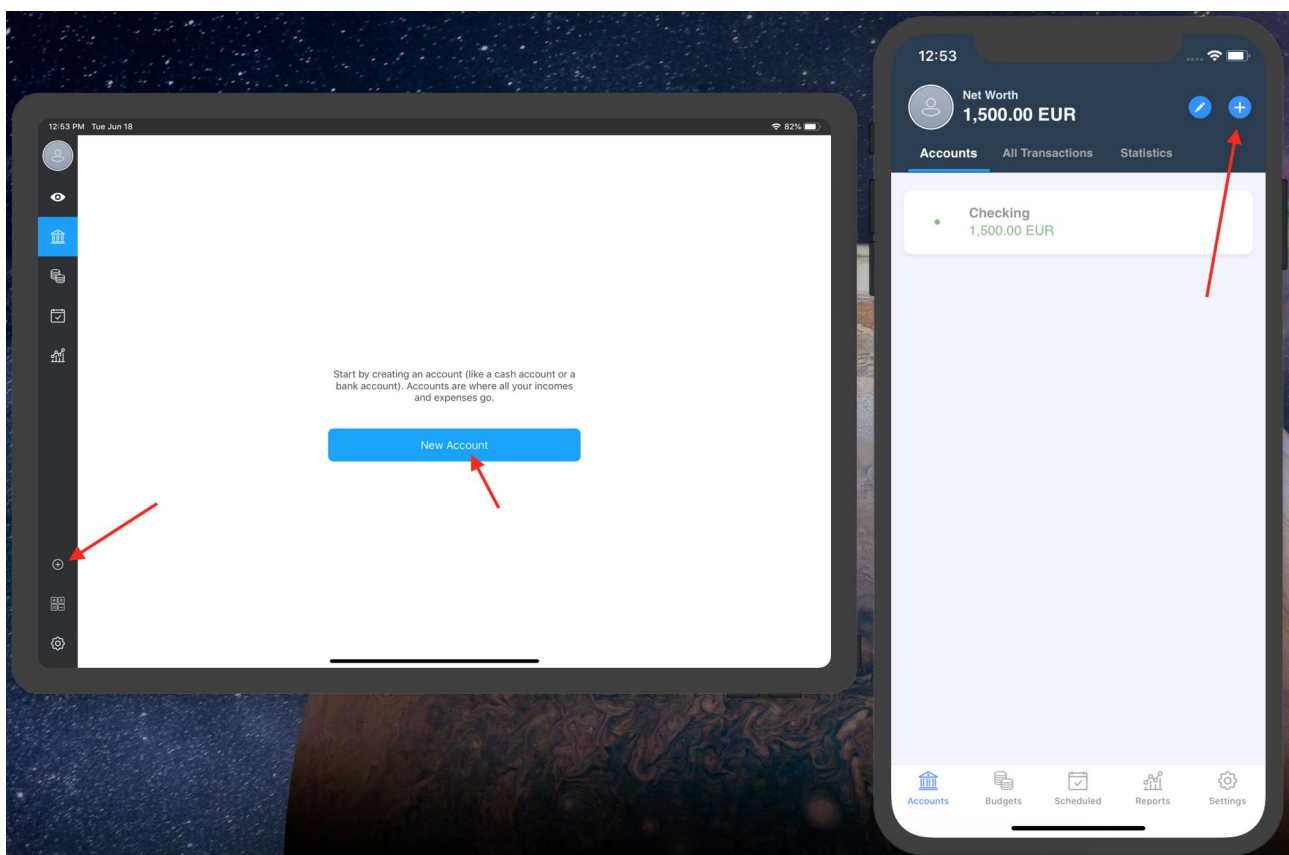 12:53 PM Tue Jun 18
82%
Start by creating an account (like a cash account or a
bank account). Accounts are where all your incomes
and expenses go.
New Account
12:53
Net Worth
1,500.00 EUR
Accounts All Transactions Statistics
Checking
1,500.00 EUR
Accounts Budgets Scheduled Reports Settings